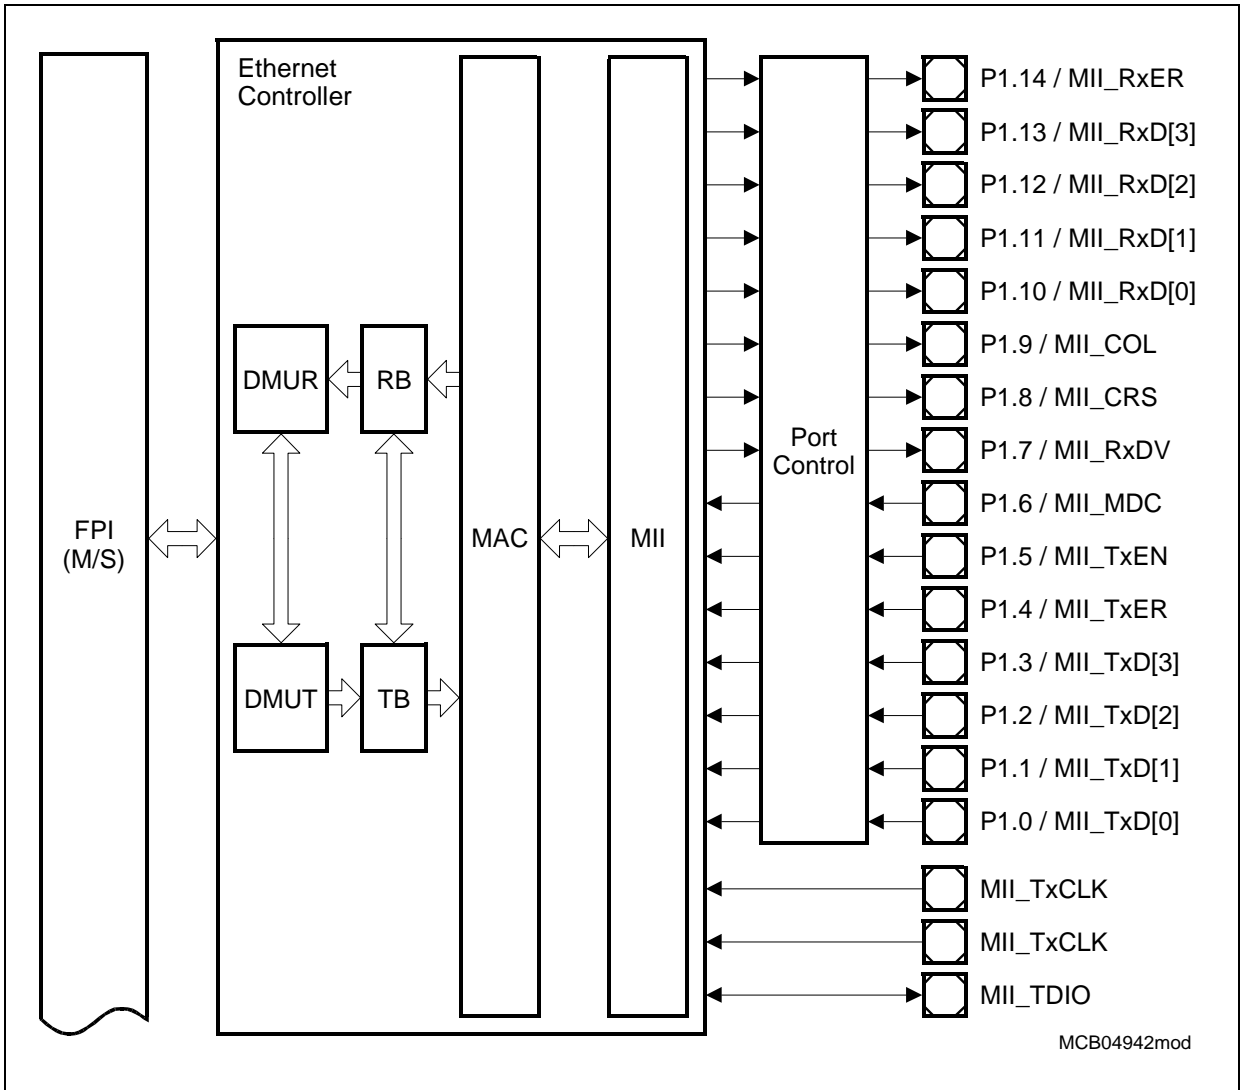 Ethernet
Controller
P1.14 / MII_RxER
P1.13 / MII_RxD[3]
P1.12 / MII_RxD[2]
P1.11 / MII_RxD[1]
P1.10 / MII_RxD[0]
P1.9 / MII_COL
P1.8 / MII_CRS
P1.7 / MII_RxDV
P1.6 / MII_MDC
P1.5 / MII_TxEN
P1.4 / MII_TxER
P1.3 / MII_TxD[3]
P1.2 / MII_TxD[2]
P1.1 / MII_TxD[1]
P1.0 / MII_TxD[0]
MII_TxCLK
MII_TxCLK
MII_TDIO
DMUR
RB
Port
Control
FPI
(M/S)
MAC
MII
DMUT
TB
MCB04942mod